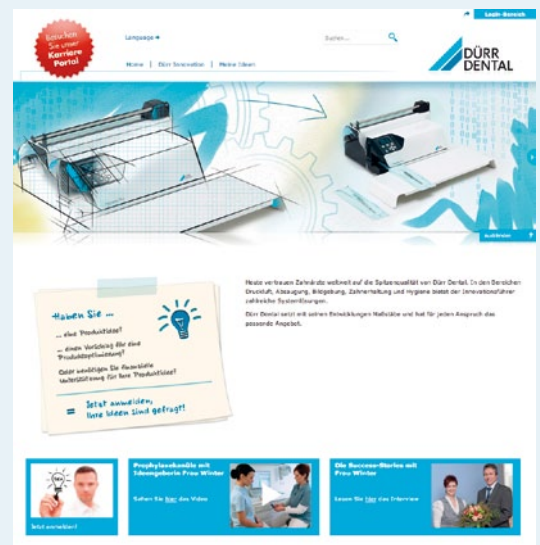 Login-Bereich
Besuchen
Sie unser
Karriere
Portal
Language
Suchen...
Home | Dürr Innovation | Meine Ideen
DÜRR
DENTAL
Ausblenden
Heute vertrauen Zahnärzte weltweit auf die Spitzenqualität von Dürr Dental. In den Bereichen
Druckluft, Absaugung, Bildgebung, Zahnerhaltung und Hygiene bietet der Innovationsführer
zahlreiche Systemlösungen.
Dürr Dental setzt mit seinen Entwicklungen Maßstäbe und hat für jeden Anspruch das
passende Angebot.
Haben Sie ...
... eine Produktidee?
... einen Vorschlag für eine
Produktoptimierung?
Oder benötigen Sie finanzielle
Unterstützung für Ihre Produktidee?
= Jetzt anmelden,
Ihre Ideen sind gefragt!
Jetzt anmelden!
Prophylaxekanüle mit
Ideengeberin Frau Winter
Sehen Sie hier das Video
Die Success-Stories mit
Frau Winter
Lesen Sie hier das Interview